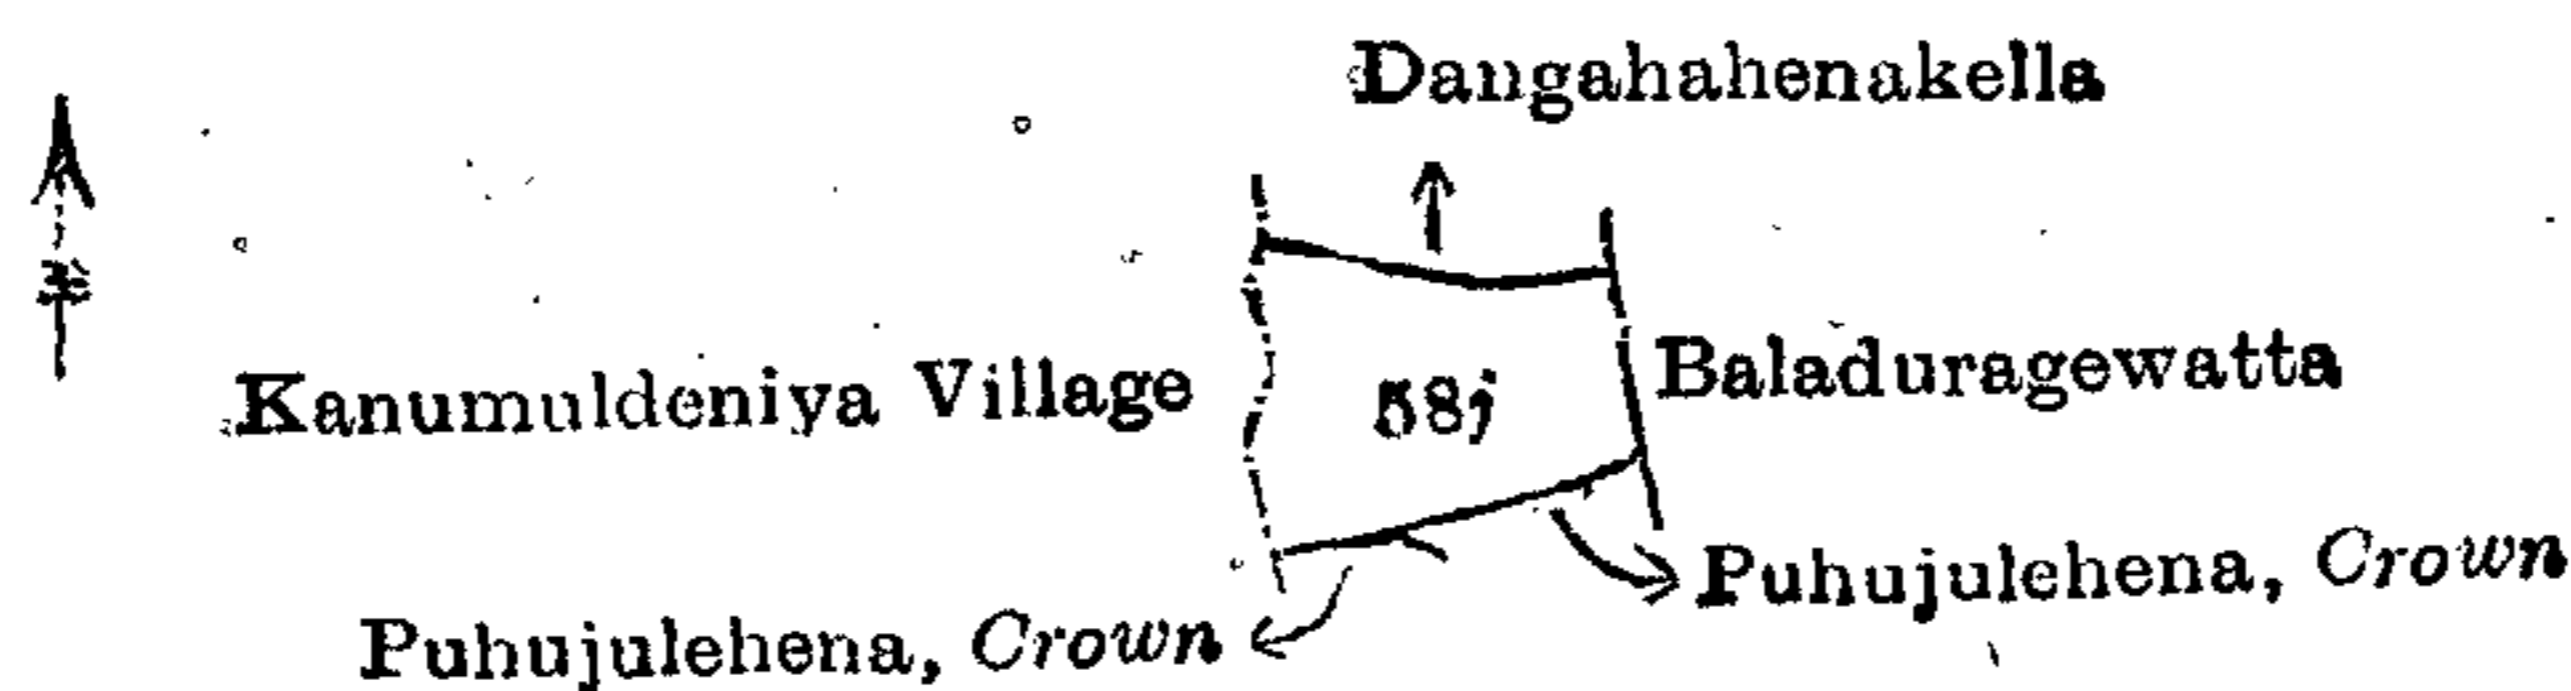 Dangahahenakella
Kanumuldeniya Village
58j
Baladuragewatta
Puhujulehena, Crown
Puhujulehena, Crown